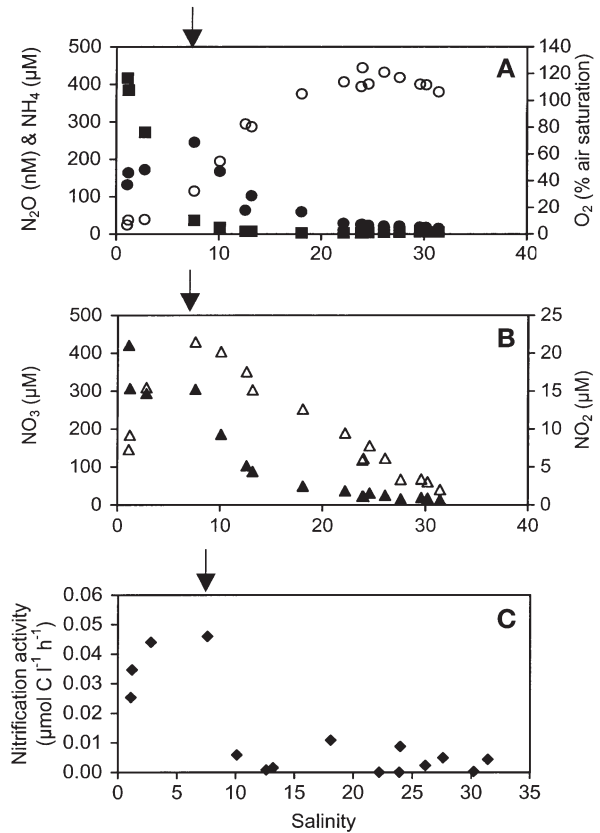 500 140
400 120
300 100
200 80
100 60
0 40
20
0
A
N₂O (nM) & NH₄ (µM)
O₂ (% air saturation)
0 20 30 40
500 25
400 20
300 15
200 10
100 5
0 0
B
NO₃ (µM)
NO₂ (µM)
0 10 20 30 40
0.06
0.05
0.04
0.03
0.02
0.01
0.00
C
Nitrification activity
(µmol C l⁻¹ h⁻¹)
0 5 10 15 20 25 30 35
Salinity